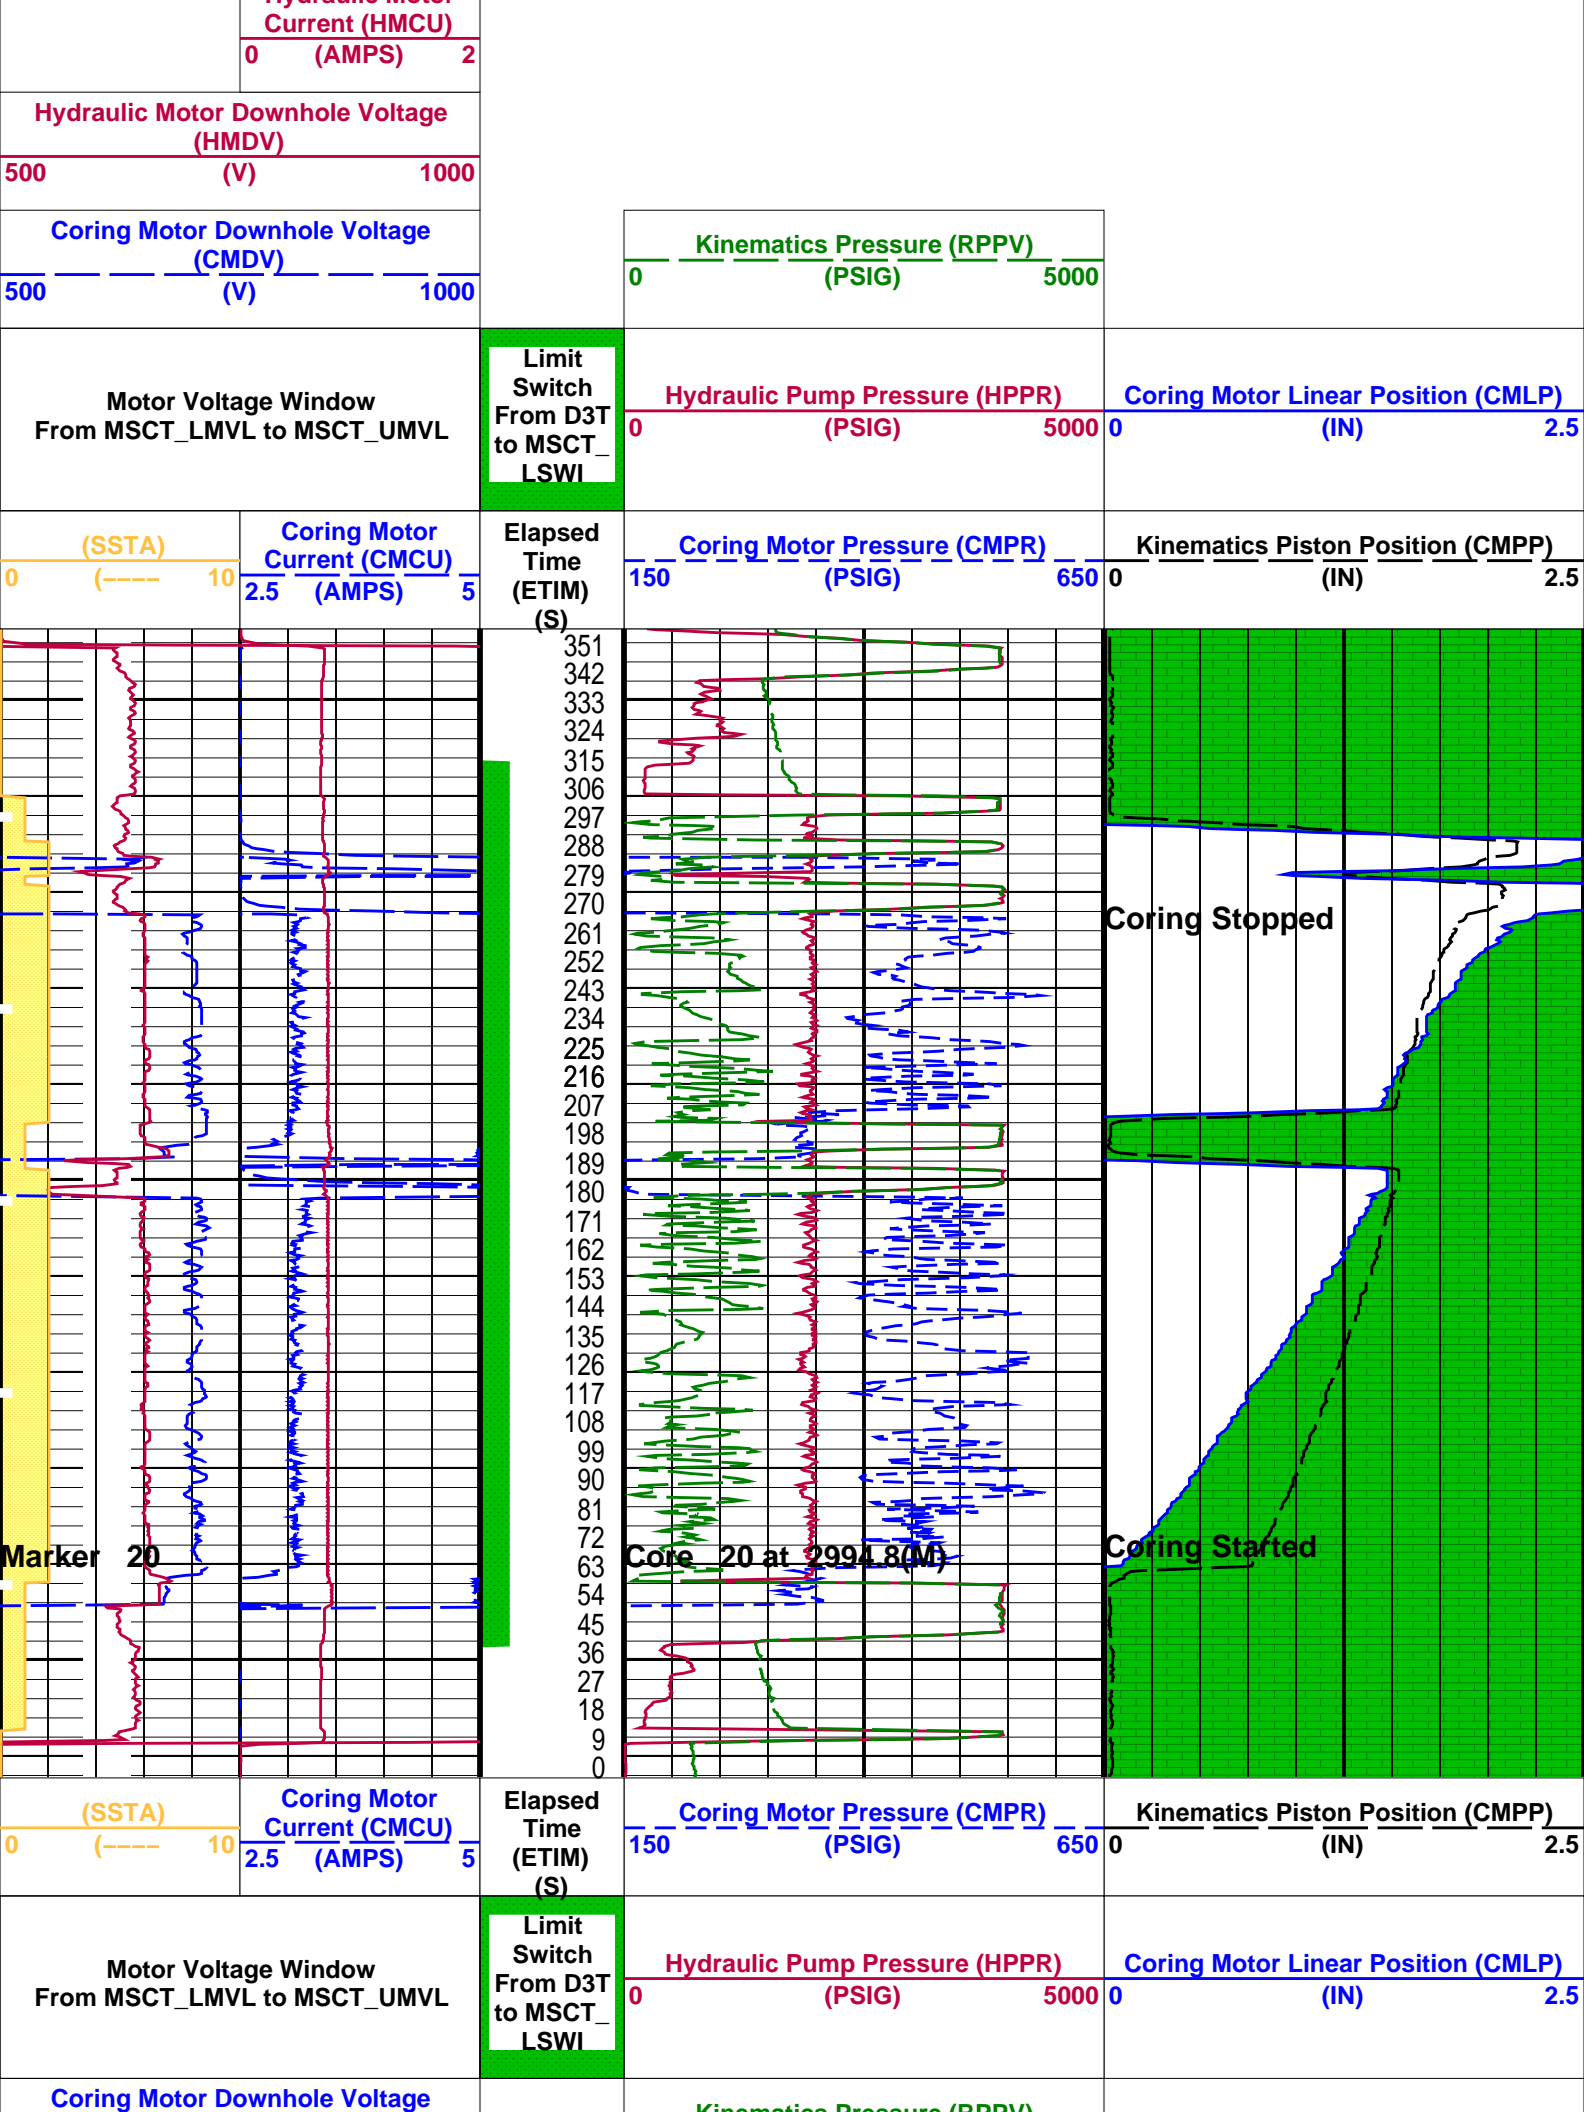 Hydraulic Motor
Current (HMCU)
0 (AMPS) 2
Hydraulic Motor Downhole Voltage
(HMDV)
500 (V) 1000
Coring Motor Downhole Voltage
(CMDV)
500 (V) 1000
Kinematics Pressure (RPPV)
0 (PSIG) 5000
Motor Voltage Window
From MSCT_LMVL to MSCT_UMVL
Limit
Switch
From D3T
to MSCT_
LSWI
Hydraulic Pump Pressure (HPPR)
0 (PSIG) 5000
Coring Motor Linear Position (CMLP)
0 (IN) 2.5
(SSTA)
0 (---- 10
Coring Motor
Current (CMCU)
2.5 (AMPS) 5
Elapsed
Time
(ETIM)
(S)
Coring Motor Pressure (CMPR)
150 (PSIG) 650
Kinematics Piston Position (CMPP)
0 (IN) 2.5
351
342
333
324
315
306
297
288
279
270
Coring Stopped
261
252
243
234
225
216
207
198
189
180
171
162
153
144
135
126
117
108
99
90
81
72
Marker 20
Core 20 at 2994.8(M)
Coring Started
63
54
45
36
27
18
9
0
(SSTA)
0 (---- 10
Coring Motor
Current (CMCU)
2.5 (AMPS) 5
Elapsed
Time
(ETIM)
(S)
Coring Motor Pressure (CMPR)
150 (PSIG) 650
Kinematics Piston Position (CMPP)
0 (IN) 2.5
Motor Voltage Window
From MSCT_LMVL to MSCT_UMVL
Limit
Switch
From D3T
to MSCT_
LSWI
Hydraulic Pump Pressure (HPPR)
0 (PSIG) 5000
Coring Motor Linear Position (CMLP)
0 (IN) 2.5
Coring Motor Downhole Voltage
Kinematics Pressure (RPPV)